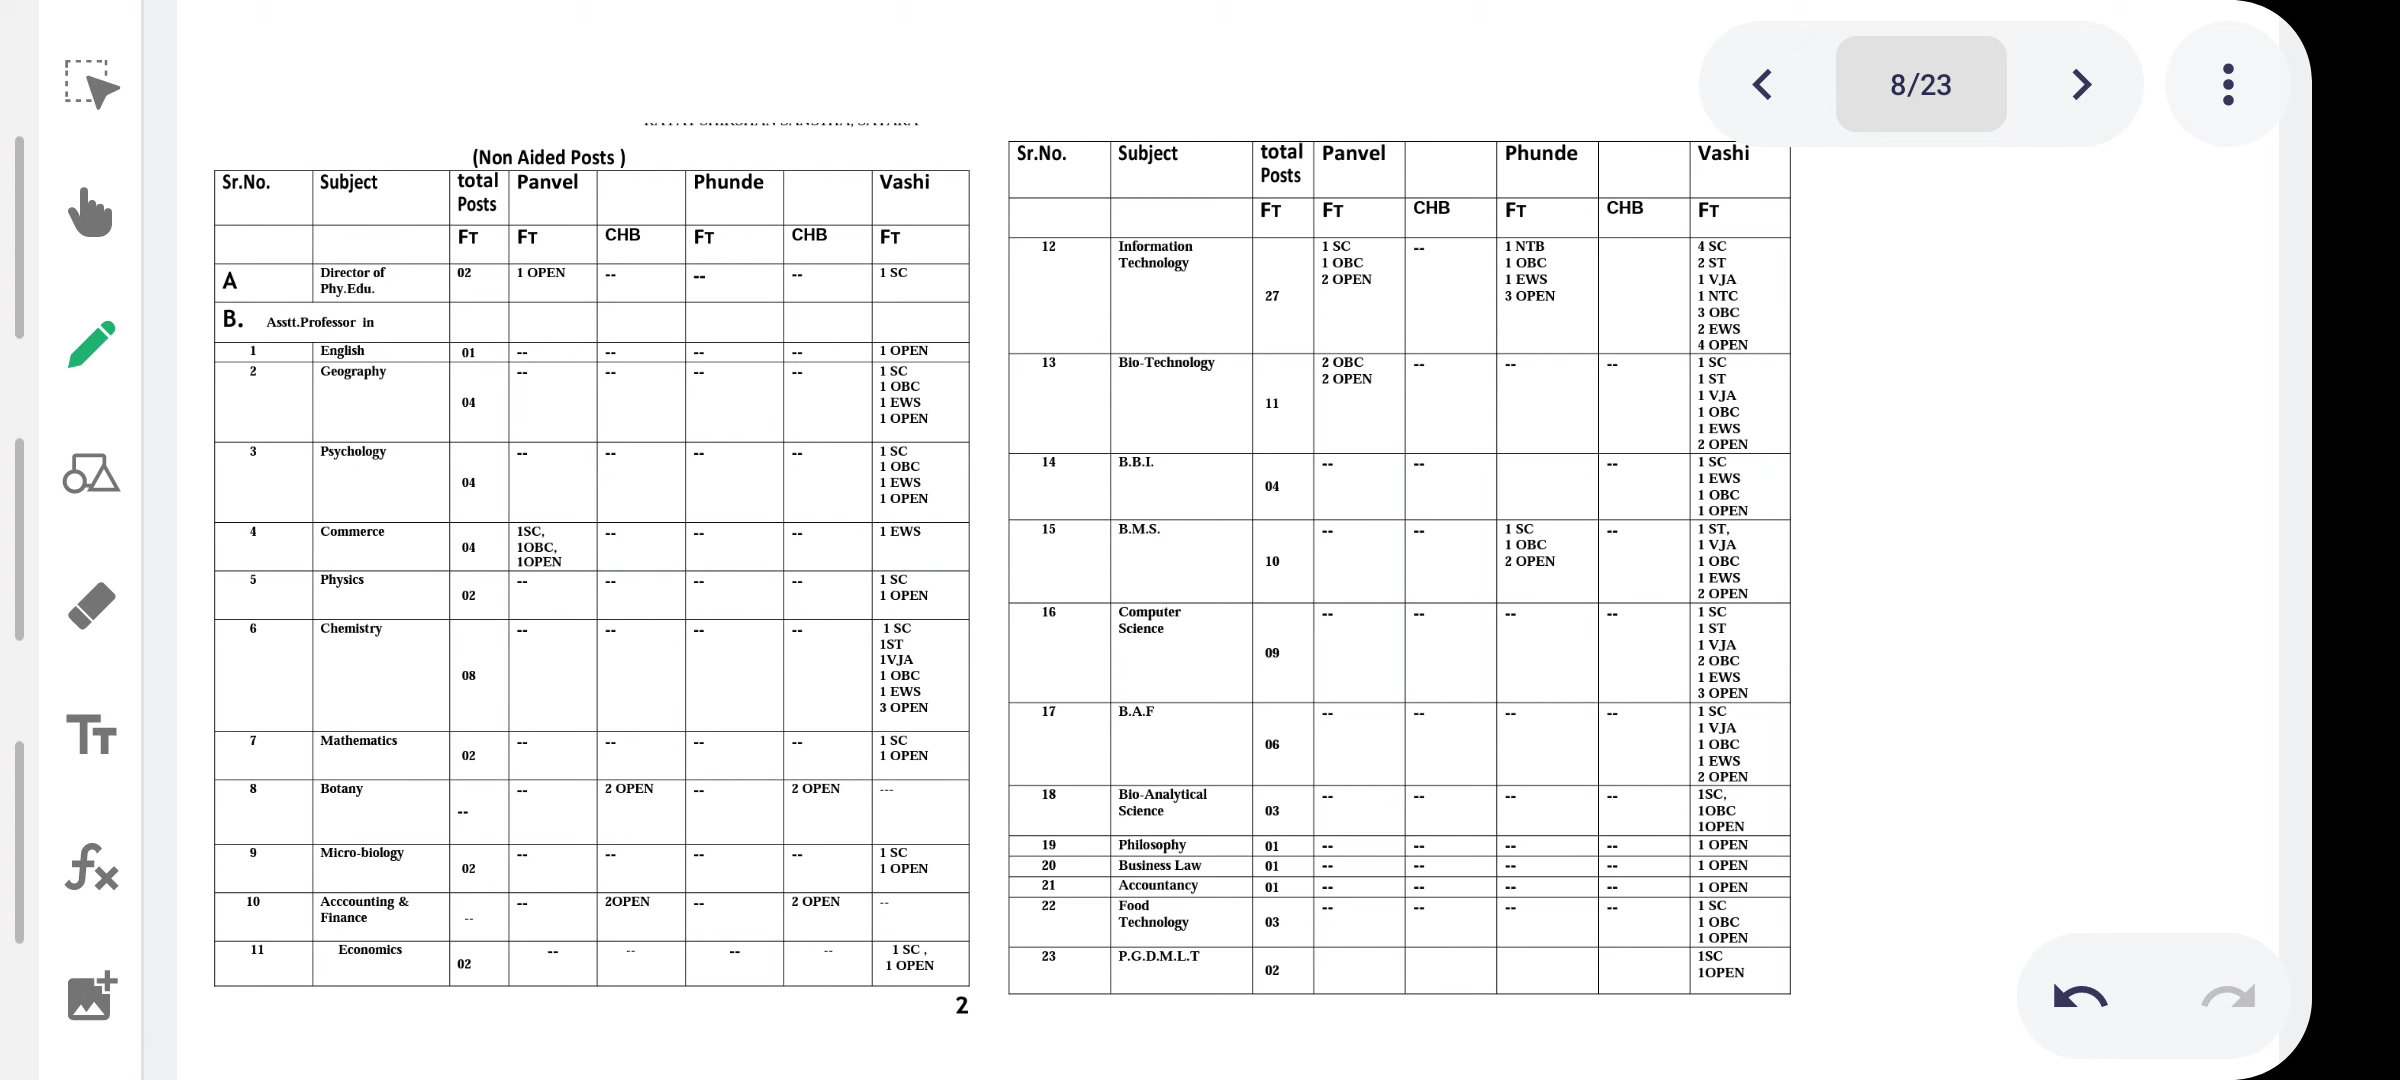 8/23
(Non Aided Posts )
Sr.No. Subject total Posts Panvel Phunde Vashi
FT FT CHB FT CHB FT
A Director of Phy.Edu. 02 1 OPEN -- -- -- 1 SC
B. Asstt.Professor in
1 English 01 -- -- -- -- 1 OPEN
2 Geography 04 -- -- -- -- 1 SC
1 OBC
1 EWS
1 OPEN
3 Psychology 04 -- -- -- -- 1 SC
1 OBC
1 EWS
1 OPEN
4 Commerce 04 1SC, -- -- -- 1 EWS
1OBC,
1OPEN
5 Physics 02 -- -- -- -- 1 SC
1 OPEN
6 Chemistry 08 -- -- -- -- 1 SC
1ST
1VJA
1 OBC
1 EWS
3 OPEN
7 Mathematics 02 -- -- -- -- 1 SC
1 OPEN
8 Botany -- -- 2 OPEN -- 2 OPEN ---
9 Micro-biology 02 -- -- -- -- 1 SC
1 OPEN
10 Acccounting & Finance -- -- 2OPEN -- 2 OPEN --
11 Economics 02 -- -- -- -- 1 SC ,
1 OPEN
2
Sr.No. Subject total Posts Panvel Phunde Vashi
FT FT CHB FT CHB FT
12 Information Technology 27 1 SC -- 1 NTB 4 SC
1 OBC 1 OBC 2 ST
2 OPEN 1 EWS 1 VJA
3 OPEN 1 NTC
3 OBC
2 EWS
4 OPEN
13 Bio-Technology 11 2 OBC -- -- -- 1 SC
2 OPEN 1 ST
1 VJA
1 OBC
1 EWS
2 OPEN
14 B.B.I. 04 -- -- -- 1 SC
1 EWS
1 OBC
1 OPEN
15 B.M.S. 10 -- -- 1 SC -- 1 ST,
1 OBC 1 VJA
2 OPEN 1 OBC
1 EWS
2 OPEN
16 Computer Science 09 -- -- -- -- 1 SC
1 ST
1 VJA
2 OBC
1 EWS
3 OPEN
17 B.A.F 06 -- -- -- -- 1 SC
1 VJA
1 OBC
1 EWS
2 OPEN
18 Bio-Analytical Science 03 -- -- -- -- 1SC,
1OBC
1OPEN
19 Philosophy 01 -- -- -- -- 1 OPEN
20 Business Law 01 -- -- -- -- 1 OPEN
21 Accountancy 01 -- -- -- -- 1 OPEN
22 Food Technology 03 -- -- -- -- 1 SC
1 OBC
1 OPEN
23 P.G.D.M.L.T 02 1SC
1OPEN